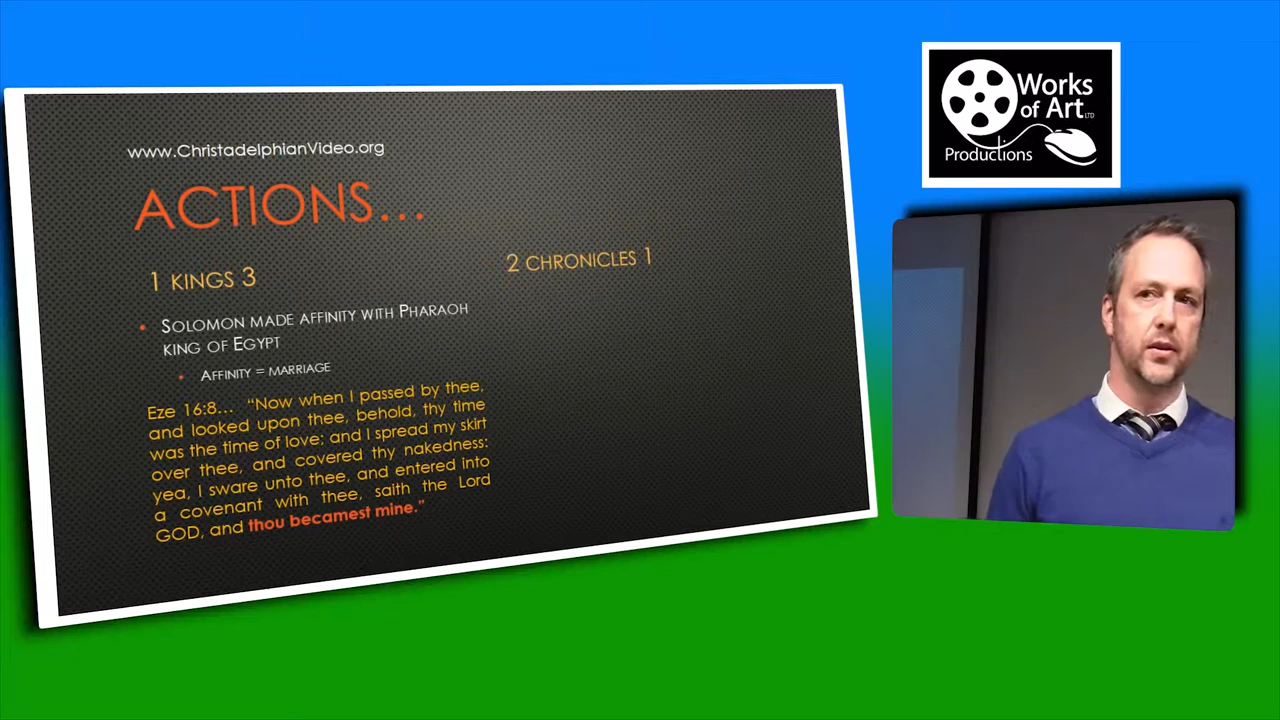 www.ChristadelphianVideo.org
ACTIONS...
1 KINGS 3
• SOLOMON MADE AFFINITY WITH PHARAOH
KING OF EGYPT
• AFFINITY = MARRIAGE
Eze 16:8... "Now when I passed by thee,
and looked upon thee, behold, thy time
was the time of love; and I spread my skirt
over thee, and covered thy nakedness:
yea, I sware unto thee, and entered into
a covenant with thee, saith the Lord
GOD, and thou becamest mine."
2 CHRONICLES 1
Works
of Art LTD
Productions